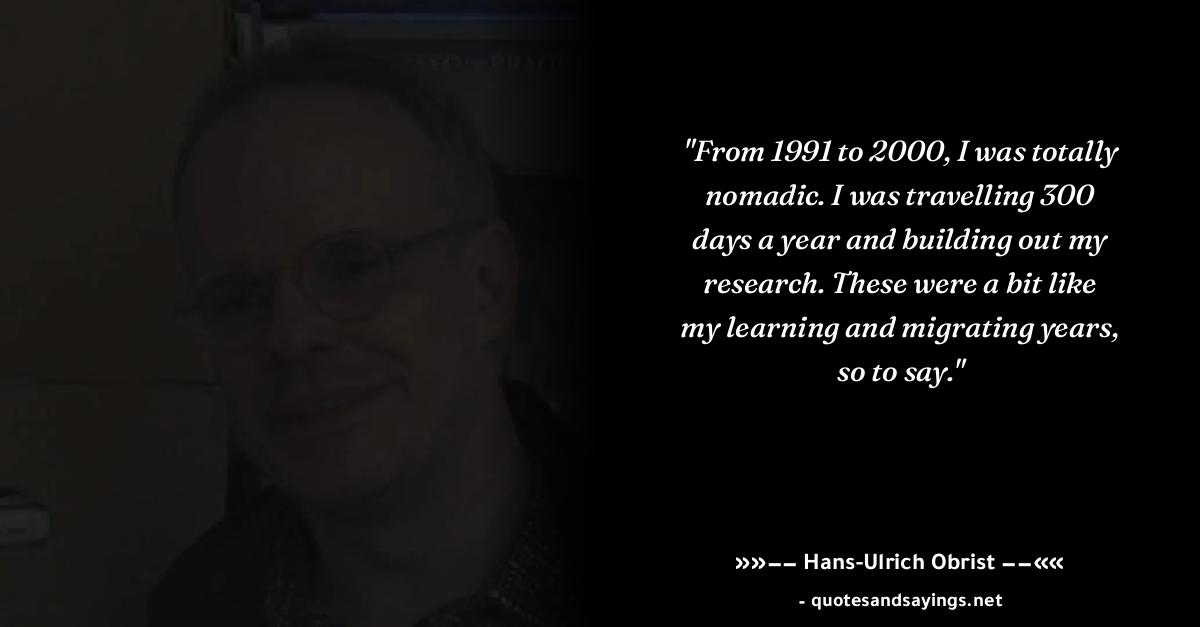 "From 1991 to 2000, I was totally
nomadic. I was travelling 300
days a year and building out my
research. These were a bit like
my learning and migrating years,
so to say."
»»–– Hans-Ulrich Obrist ––««
- quotesandsayings.net